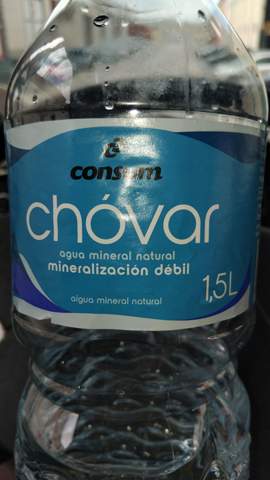 consum
chóvar
agua mineral natural
mineralización débil
1,5L
aigua mineral natural